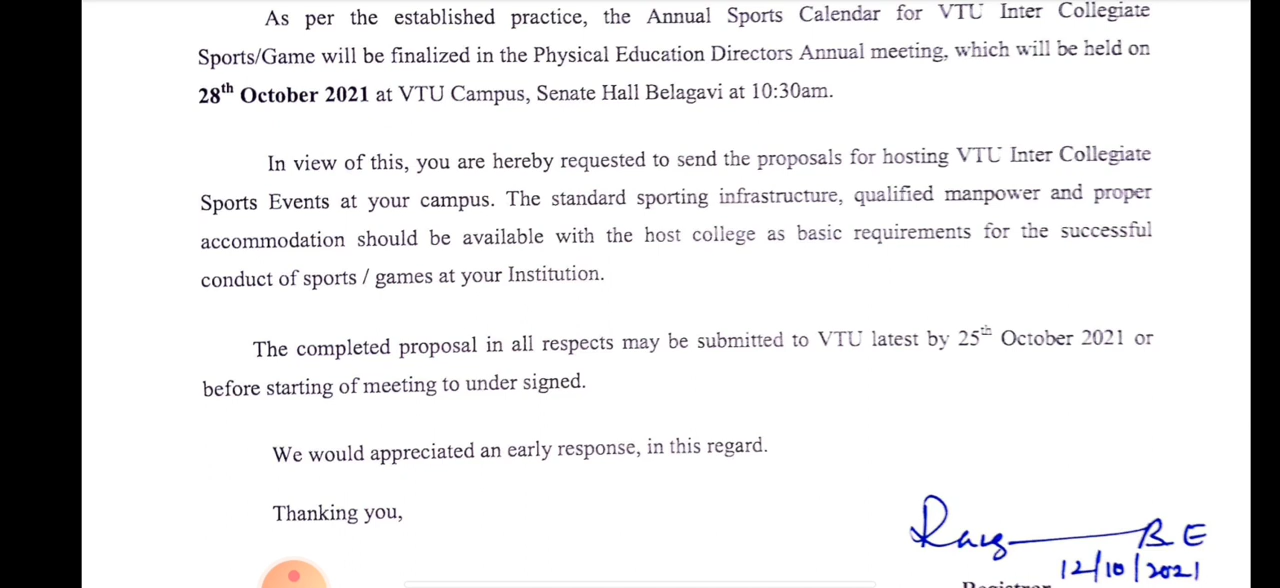 As per the established practice, the Annual Sports Calendar for VTU Inter Collegiate
Sports/Game will be finalized in the Physical Education Directors Annual meeting, which will be held on
28th October 2021 at VTU Campus, Senate Hall Belagavi at 10:30am.
In view of this, you are hereby requested to send the proposals for hosting VTU Inter Collegiate
Sports Events at your campus. The standard sporting infrastructure, qualified manpower and proper
accommodation should be available with the host college as basic requirements for the successful
conduct of sports / games at your Institution.
The completed proposal in all respects may be submitted to VTU latest by 25th October 2021 or
before starting of meeting to under signed.
We would appreciated an early response, in this regard.
Thanking you,
B E
12/10/2021